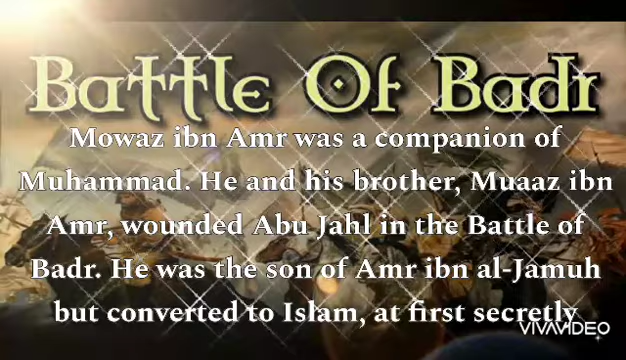 Battle Of Badr
Mowaz ibn Amr was a companion of
Muhammad. He and his brother, Muaaz ibn
Amr, wounded Abu Jahl in the Battle of
Badr. He was the son of Amr ibn al-Jamuh
but converted to Islam, at first secretly
VIVAVIDEO